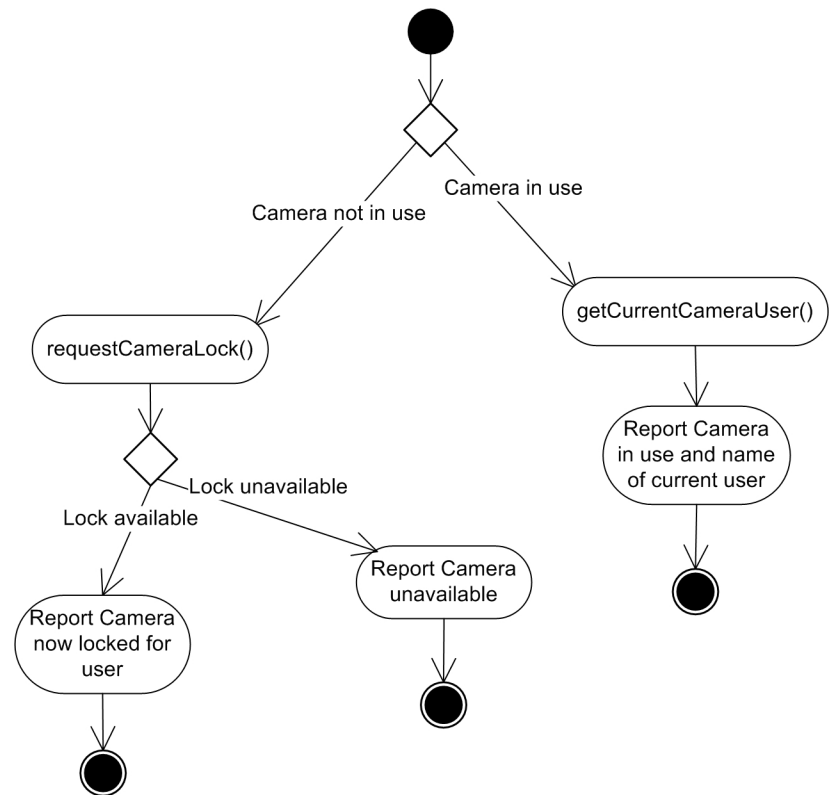 Camera in use
Camera not in use
getCurrentCameraUser()
requestCameraLock()
Report Camera
in use and name
of current user
Lock unavailable
Lock available
Report Camera
unavailable
Report Camera
now locked for
user